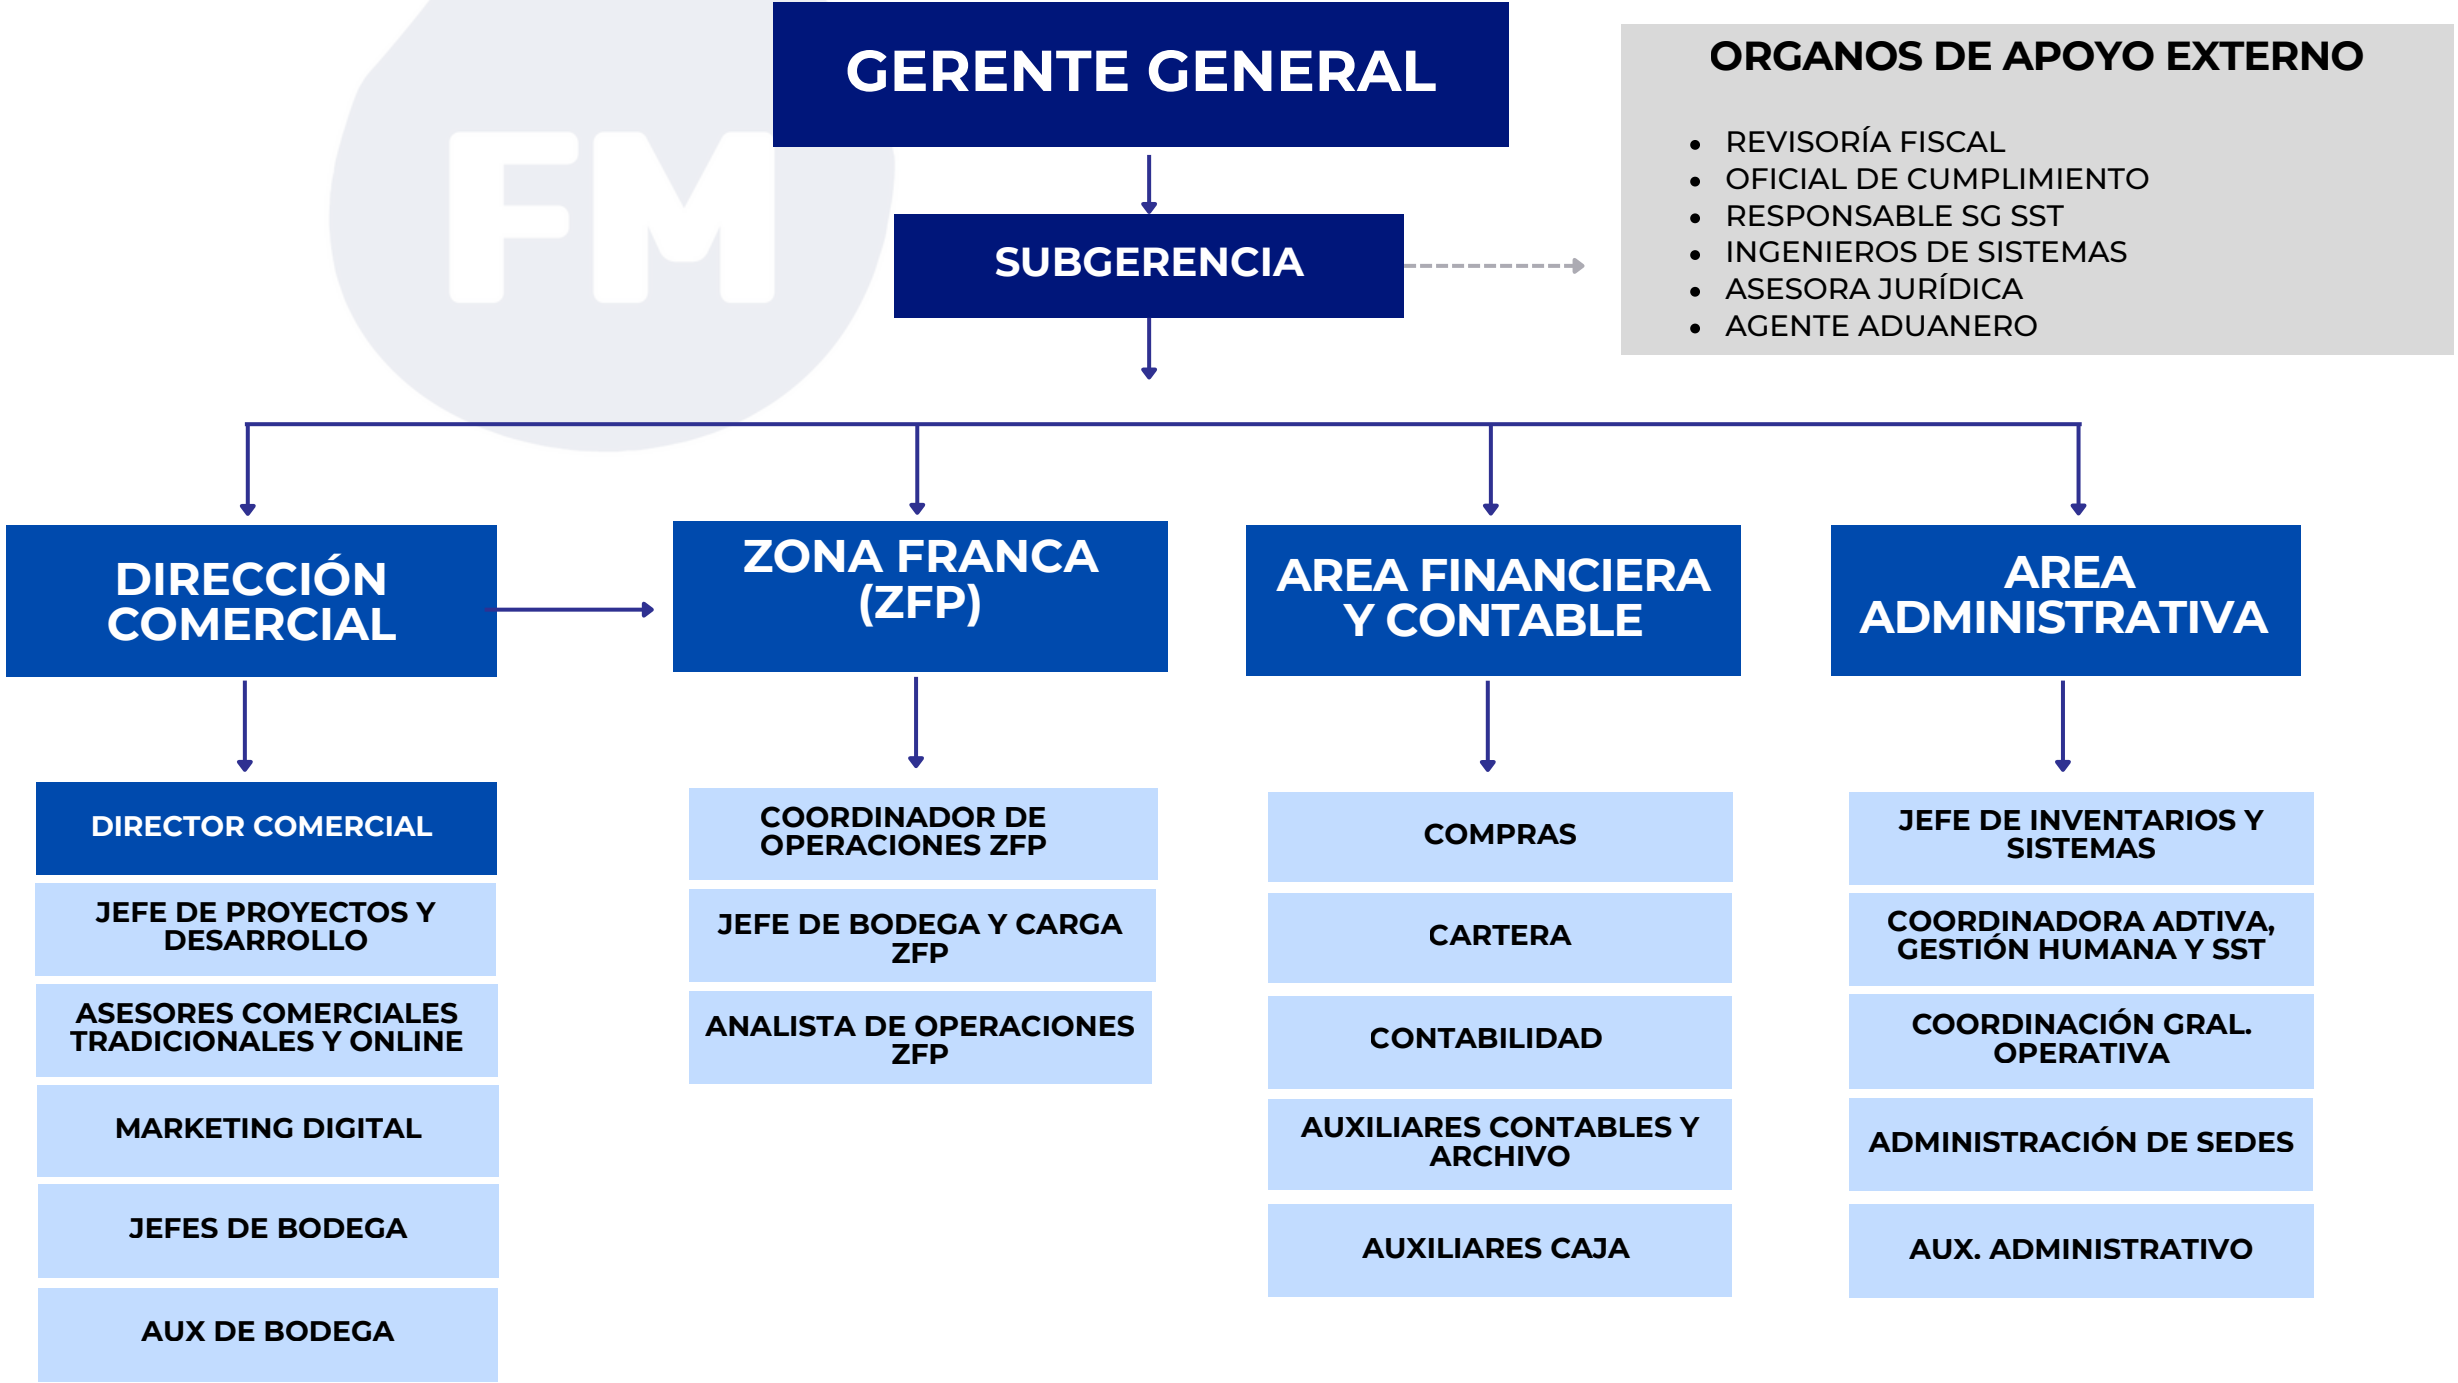 GERENTE GENERAL
SUBGERENCIA
ORGANOS DE APOYO EXTERNO
REVISORÍA FISCAL
OFICIAL DE CUMPLIMIENTO
RESPONSABLE SG SST
INGENIEROS DE SISTEMAS
ASESORA JURÍDICA
AGENTE ADUANERO
FM
DIRECCIÓN
COMERCIAL
DIRECTOR COMERCIAL
JEFE DE PROYECTOS Y
DESARROLLO
ASESORES COMERCIALES
TRADICIONALES Y ONLINE
MARKETING DIGITAL
JEFES DE BODEGA
AUX DE BODEGA
ZONA FRANCA
(ZFP)
COORDINADOR DE
OPERACIONES ZFP
JEFE DE BODEGA Y CARGA
ZFP
ANALISTA DE OPERACIONES
ZFP
AREA FINANCIERA
Y CONTABLE
COMPRAS
CARTERA
CONTABILIDAD
AUXILIARES CONTABLES Y
ARCHIVO
AUXILIARES CAJA
AREA
ADMINISTRATIVA
JEFE DE INVENTARIOS Y
SISTEMAS
COORDINADORA ADTIVA,
GESTIÓN HUMANA Y SST
COORDINACIÓN GRAL.
OPERATIVA
ADMINISTRACIÓN DE SEDES
AUX. ADMINISTRATIVO